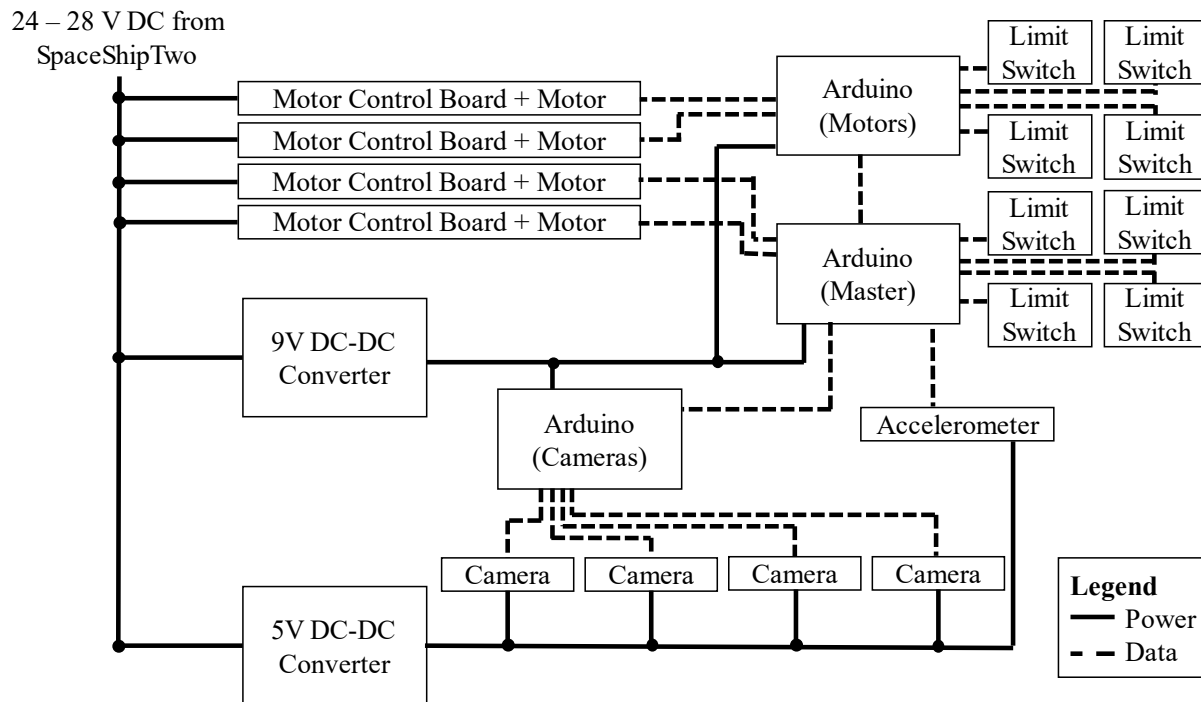 24 – 28 V DC from
SpaceShipTwo
Motor Control Board + Motor
Motor Control Board + Motor
Motor Control Board + Motor
Motor Control Board + Motor
Arduino
(Motors)
Limit
Switch
Limit
Switch
Limit
Switch
Limit
Switch
Arduino
(Master)
Limit
Switch
Limit
Switch
Limit
Switch
Limit
Switch
9V DC-DC
Converter
Arduino
(Cameras)
Accelerometer
Camera
Camera
Camera
Camera
5V DC-DC
Converter
Legend
Power
Data